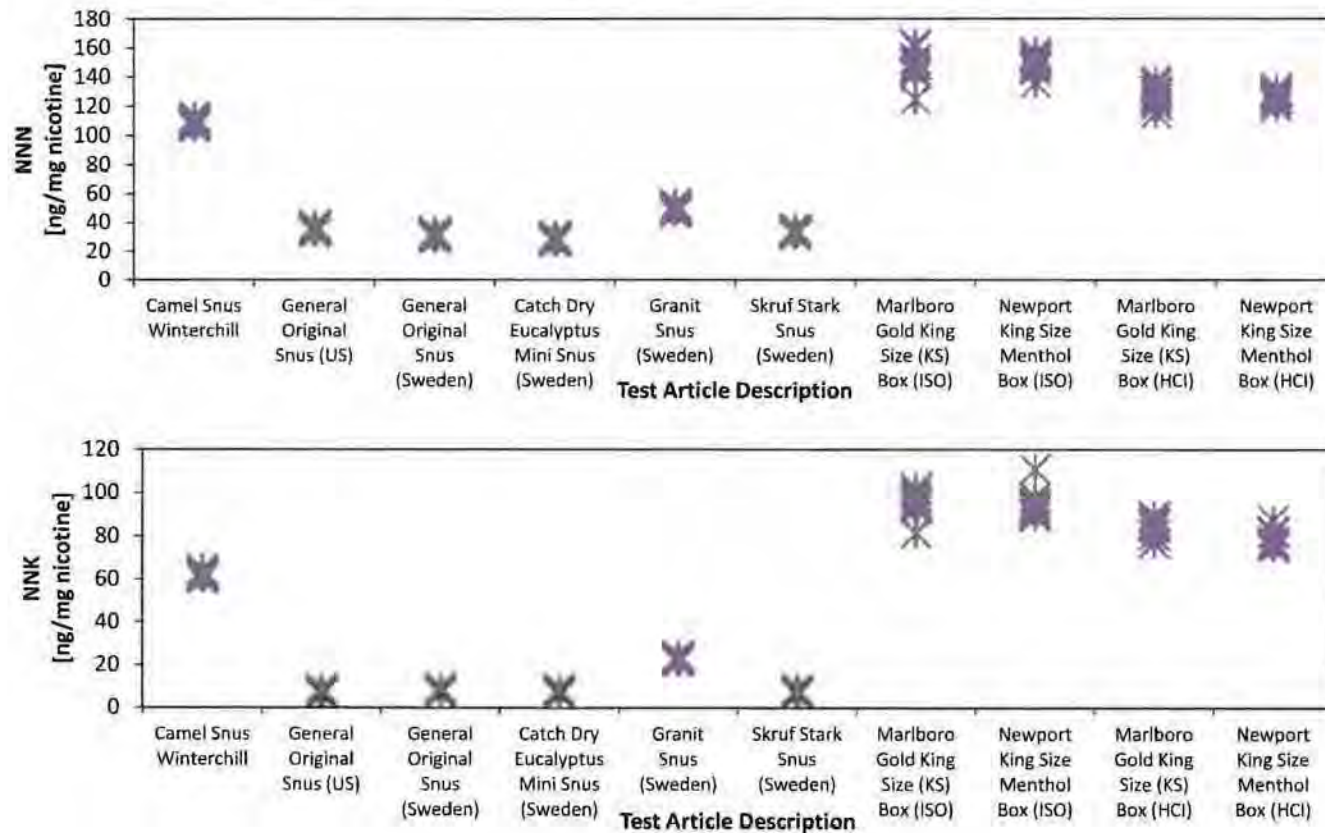 180
160
140
120
100
80
60
40
20
0
NNN
[ng/mg nicotine]
Camel Snus
Winterchill
General
Original
Snus (US)
General
Original
Snus
(Sweden)
Catch Dry
Eucalyptus
Mini Snus
(Sweden)
Granit
Snus
(Sweden)
Skruf Stark
Snus
(Sweden)
Marlboro
Gold King
Size (KS)
Box (ISO)
Newport
King Size
Menthol
Box (ISO)
Marlboro
Gold King
Size (KS)
Box (HCI)
Newport
King Size
Menthol
Box (HCI)
Test Article Description
120
100
80
60
40
20
0
NNK
[ng/mg nicotine]
Camel Snus
Winterchill
General
Original
Snus (US)
General
Original
Snus
(Sweden)
Catch Dry
Eucalyptus
Mini Snus
(Sweden)
Granit
Snus
(Sweden)
Skruf Stark
Snus
(Sweden)
Marlboro
Gold King
Size (KS)
Box (ISO)
Newport
King Size
Menthol
Box (ISO)
Marlboro
Gold King
Size (KS)
Box (HCI)
Newport
King Size
Menthol
Box (HCI)
Test Article Description